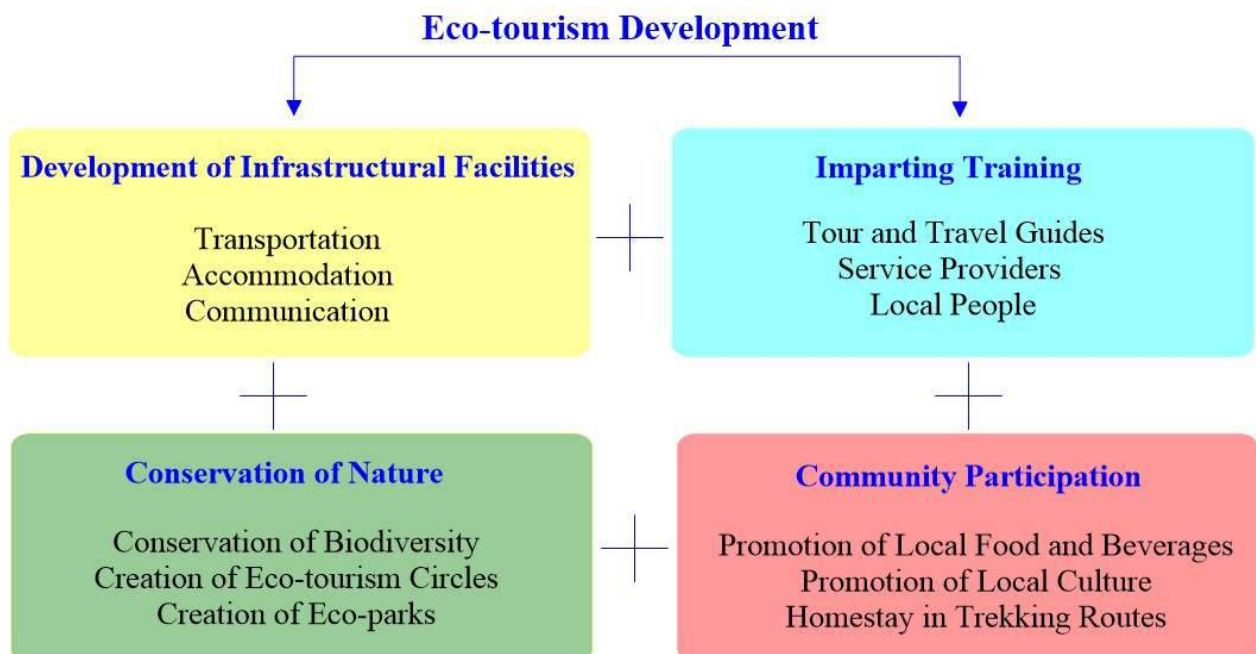 Eco-tourism Development
Development of Infrastructural Facilities
Transportation
Accommodation
Communication
Imparting Training
Tour and Travel Guides
Service Providers
Local People
Conservation of Nature
Conservation of Biodiversity
Creation of Eco-tourism Circles
Creation of Eco-parks
Community Participation
Promotion of Local Food and Beverages
Promotion of Local Culture
Homestay in Trekking Routes